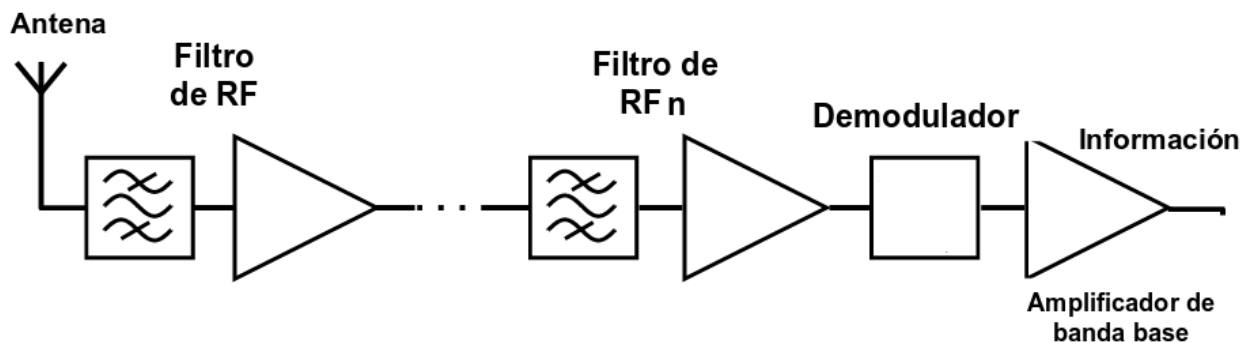 Antena
Filtro
de RF
Filtro de
RF n
Demodulador
Información
Amplificador de
banda base